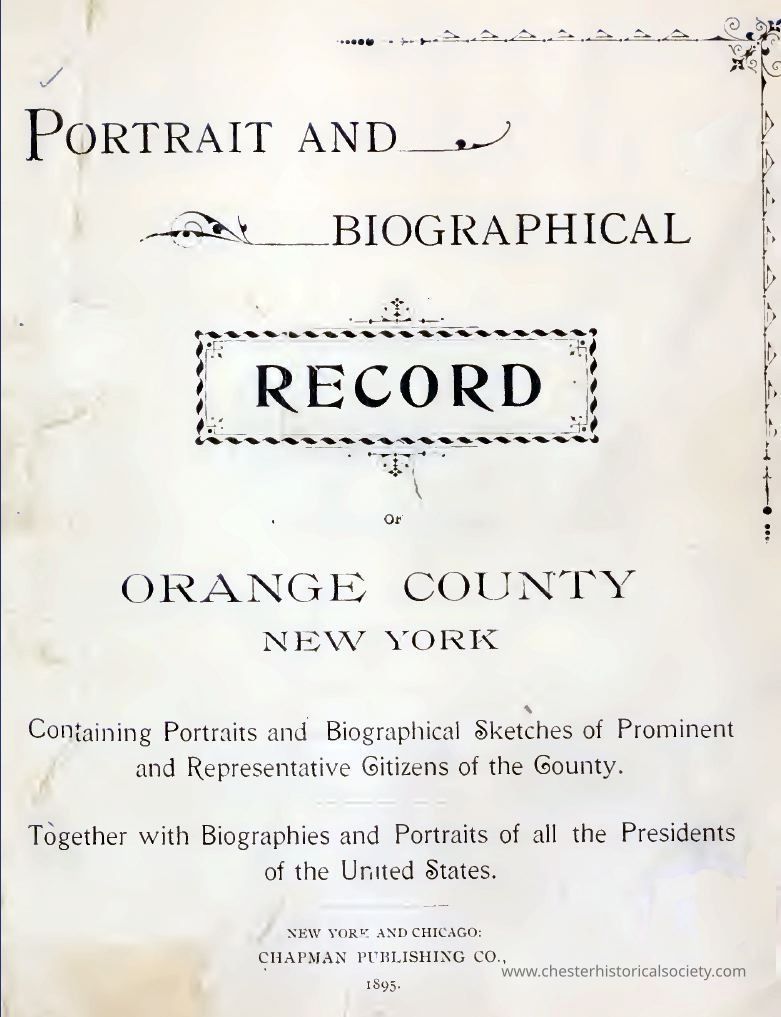 PORTRAIT AND
BIOGRAPHICAL
RECORD
OF
ORANGE COUNTY
NEW YORK
Containing Portraits and Biographical Sketches of Prominent
and Representative Citizens of the County.
Together with Biographies and Portraits of all the Presidents
of the United States.
NEW YORK AND CHICAGO:
CHAPMAN PUBLISHING CO.,
www.chesterhistoricalsociety.com
1895.